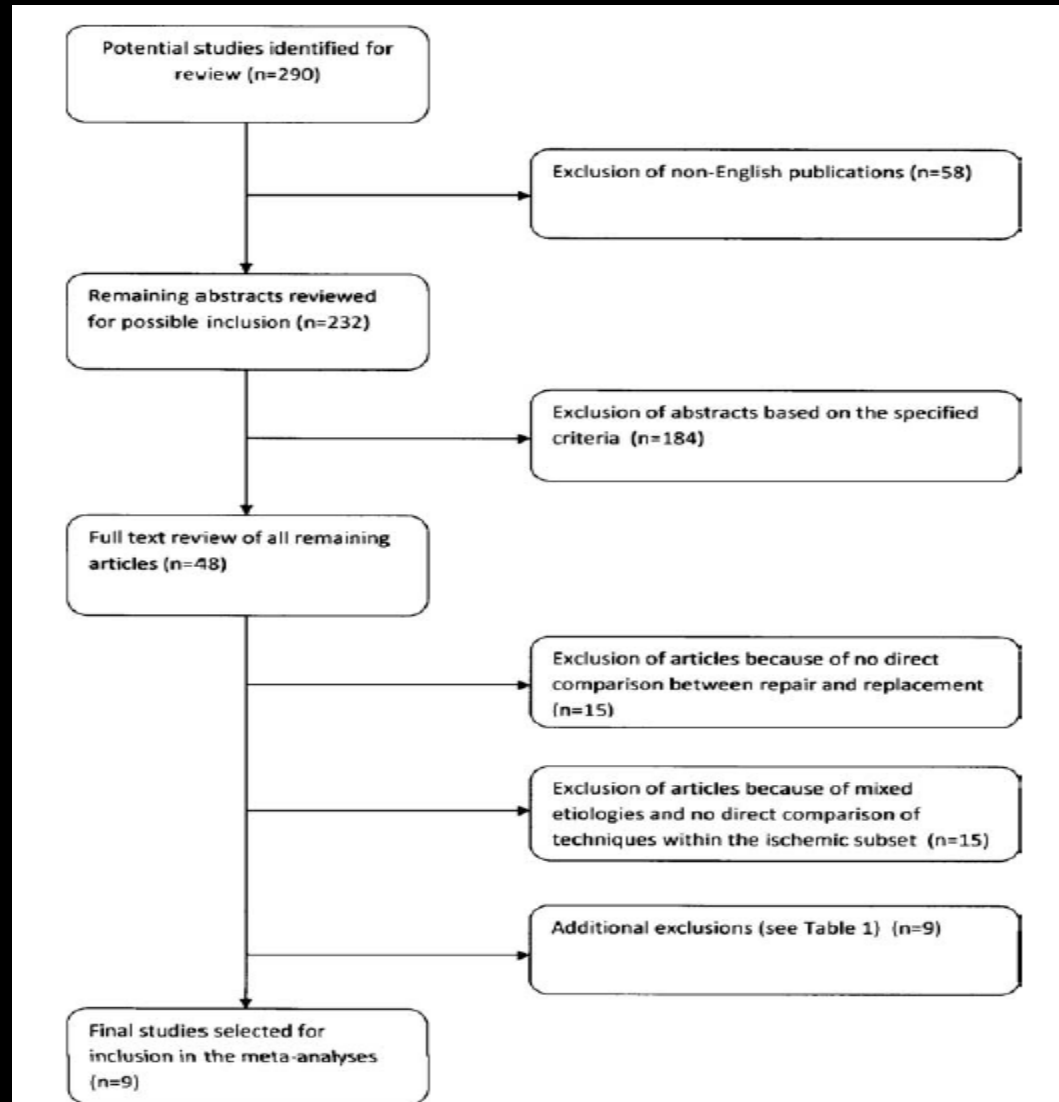 Potential studies identified for
review (n=290)
Exclusion of non-English publications (n=58)
Remaining abstracts reviewed
for possible inclusion (n=232)
Exclusion of abstracts based on the specified
criteria (n=184)
Full text review of all remaining
articles (n=48)
Exclusion of articles because of no direct
comparison between repair and replacement
(n=15)
Exclusion of articles because of mixed
etiologies and no direct comparison of
techniques within the ischemic subset (n=15)
Additional exclusions (see Table 1) (n=9)
Final studies selected for
inclusion in the meta-analyses
(n=9)